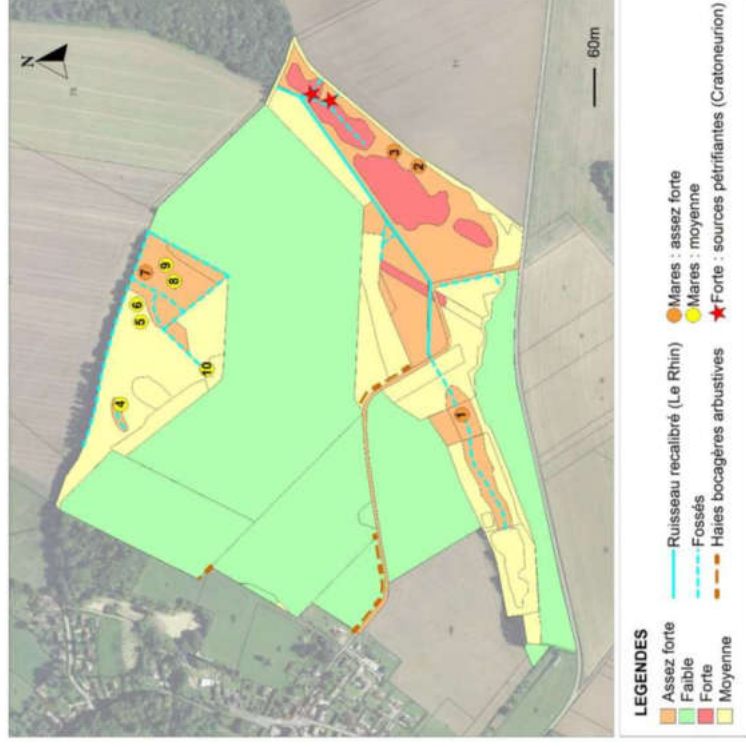 N
7
9
8
6
5
4
10
3
2
1
60m
LEGENDES
Assez forte
Faible
Forte
Moyenne
Ruisseau recalibré (Le Rhin)
Fossés
Haies bocagères arbustives
Mares : assez forte
Mares : moyenne
Forte : sources pétrifiantes (Cratoneurion)